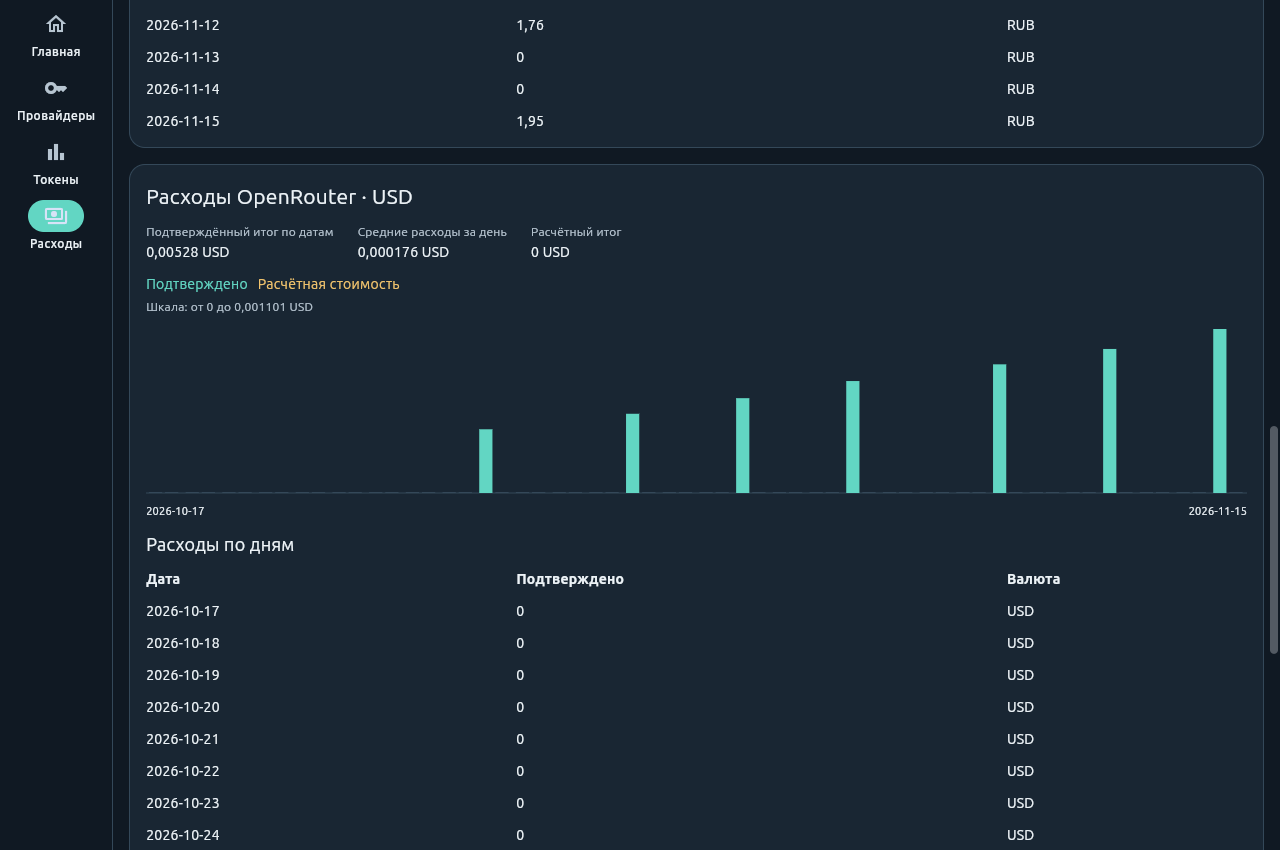 Главная
Провайдеры
Токены
Расходы
2026-11-12 1,76 RUB
2026-11-13 0 RUB
2026-11-14 0 RUB
2026-11-15 1,95 RUB
Расходы OpenRouter · USD
Подтверждённый итог по датам Средние расходы за день Расчётный итог
0,00528 USD 0,000176 USD 0 USD
Подтверждено Расчётная стоимость
Шкала: от 0 до 0,001101 USD
2026-10-17 2026-11-15
Расходы по дням
Дата Подтверждено Валюта
2026-10-17 0 USD
2026-10-18 0 USD
2026-10-19 0 USD
2026-10-20 0 USD
2026-10-21 0 USD
2026-10-22 0 USD
2026-10-23 0 USD
2026-10-24 0 USD